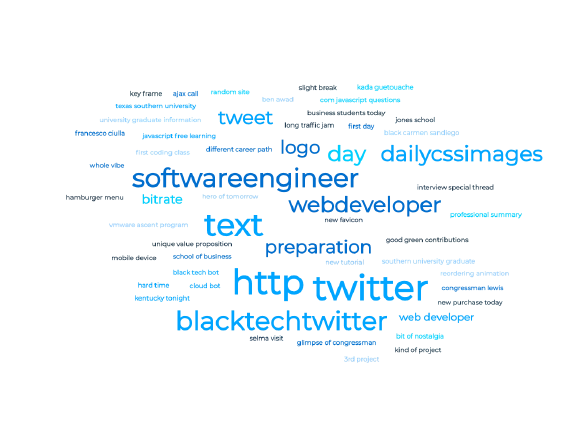 slight break
kada guetouache
key frame
ajax call
random site
ben awad
com javascript questions
texas southern university
tweet
business students today
university graduate information
long traffic jam
first day
jones school
francesco ciulla
javascript free learning
black carmen sandiego
first coding class
different career path
logo
day
dailycssimages
whole vibe
softwareengineer
interview special thread
hamburger menu
bitrate
hero of tomorrow
webdeveloper
professional summary
vmware ascent program
text
new favicon
unique value proposition
preparation
good green contributions
mobile device
school of business
new tutorial
southern university graduate
black tech bot
reordering animation
hard time
cloud bot
http
twitter
congressman lewis
kentucky tonight
new purchase today
blacktechtwitter
web developer
selma visit
glimpse of congressman
bit of nostalgia
kind of project
3rd project